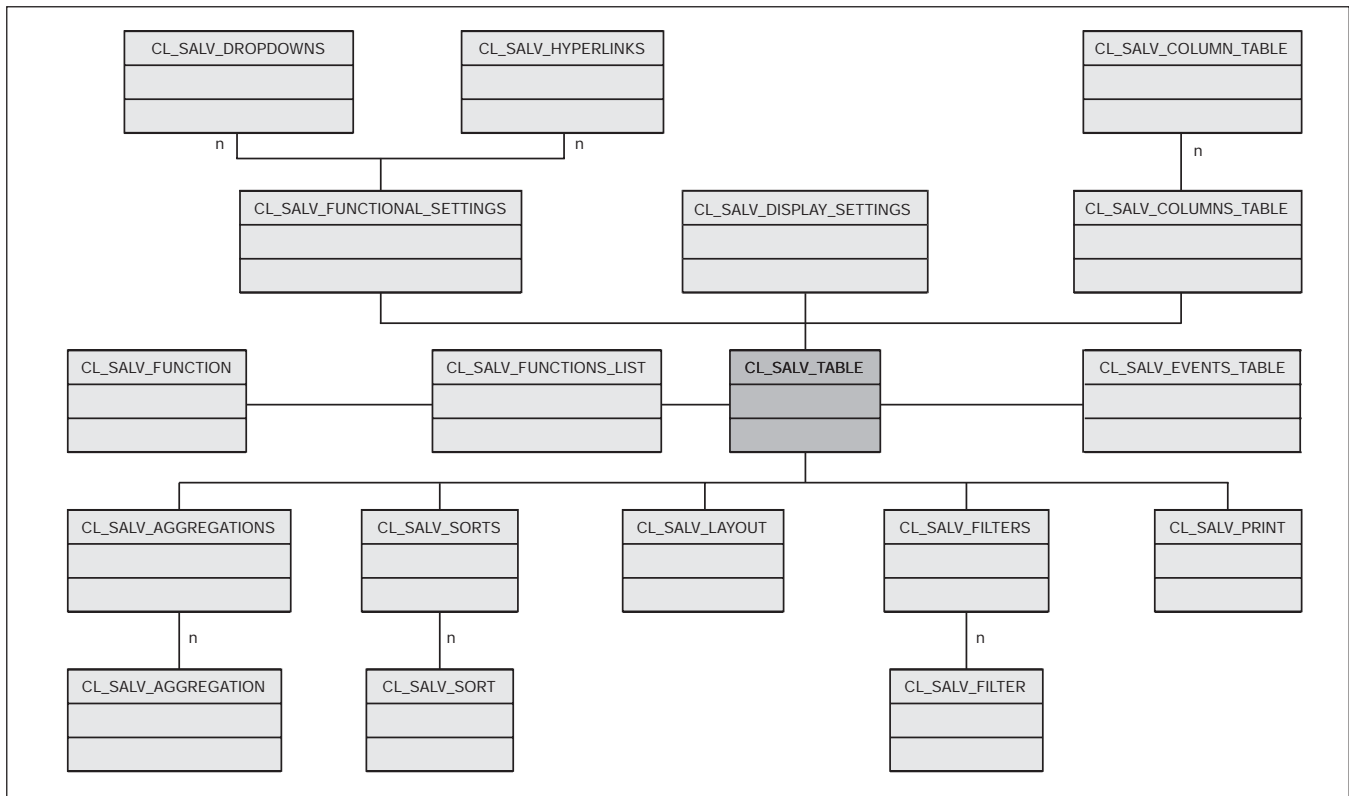 CL_SALV_DROPDOWNS
CL_SALV_HYPERLINKS
CL_SALV_COLUMN_TABLE
n
n
n
CL_SALV_FUNCTIONAL_SETTINGS
CL_SALV_DISPLAY_SETTINGS
CL_SALV_COLUMNS_TABLE
CL_SALV_FUNCTION
CL_SALV_FUNCTIONS_LIST
CL_SALV_TABLE
CL_SALV_EVENTS_TABLE
CL_SALV_AGGREGATIONS
CL_SALV_SORTS
CL_SALV_LAYOUT
CL_SALV_FILTERS
CL_SALV_PRINT
n
n
n
CL_SALV_AGGREGATION
CL_SALV_SORT
CL_SALV_FILTER